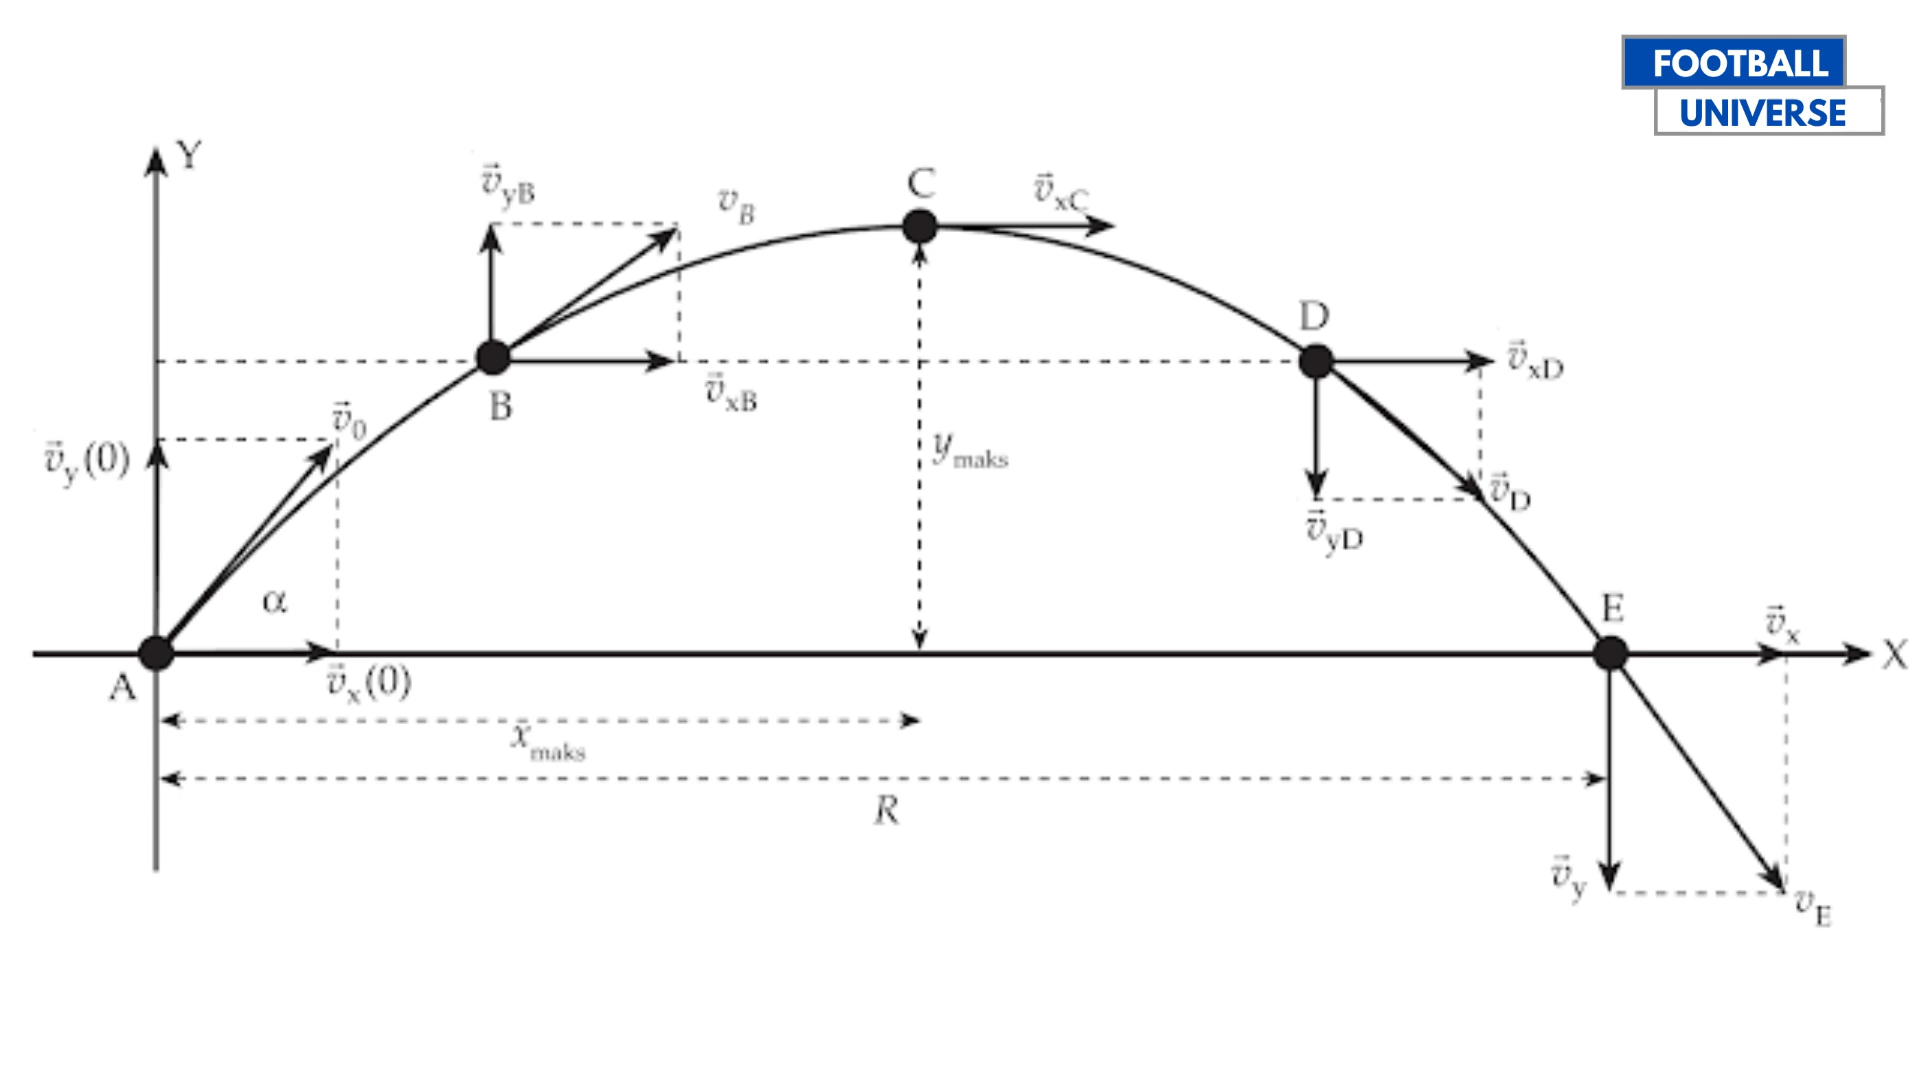 FOOTBALL
UNIVERSE
Y
C
v⃗yB
vB
v⃗xC
D
v⃗xD
B
v⃗xB
v⃗0
v⃗y(0)
ymaks
v⃗D
v⃗yD
α
E
v⃗x
X
A
v⃗x(0)
xmaks
R
v⃗y
vE